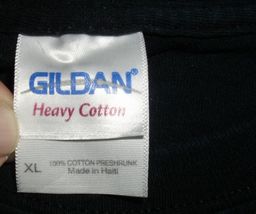 GILDAN
Heavy Cotton
XL
100% COTTON PRESHRUNK
Made in Haiti